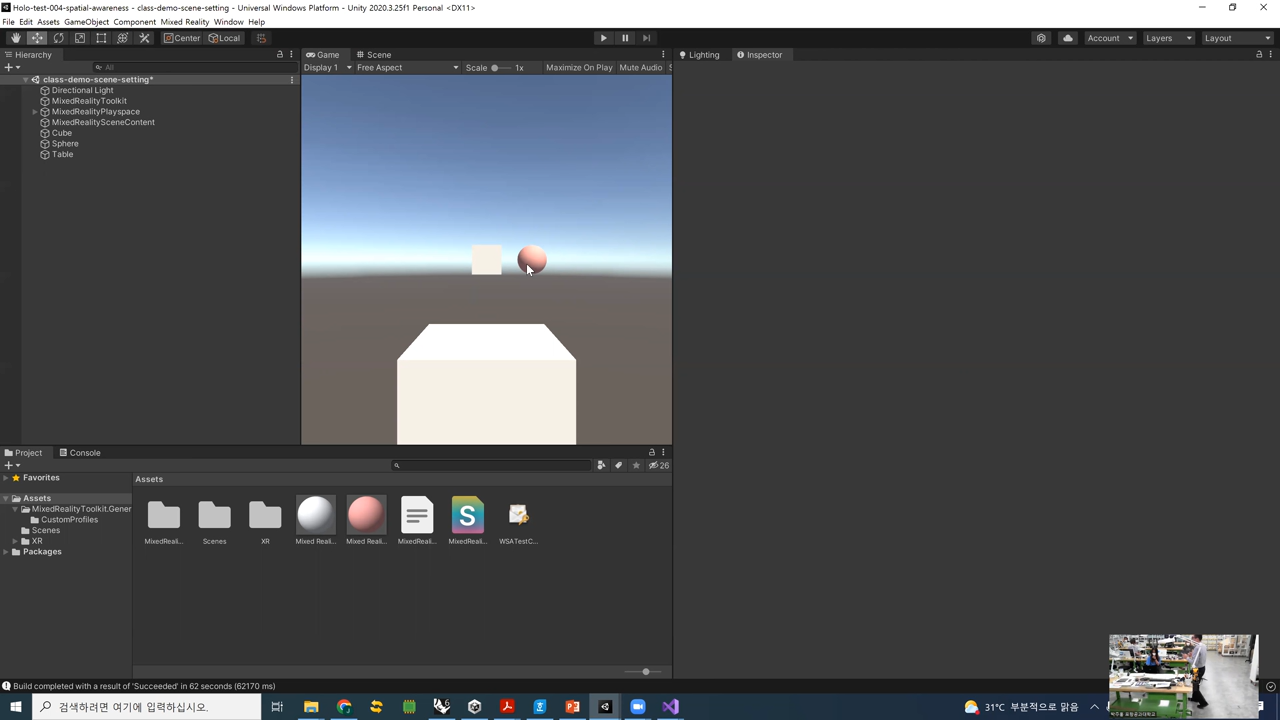 Holo-test-004-spatial-awareness - class-demo-scene-setting - Universal Windows Platform - Unity 2020.3.25f1 Personal <DX11>
File Edit Assets GameObject Component Mixed Reality Window Help
Center Local Account Layers Layout
Hierarchy
All
class-demo-scene-setting*
Directional Light
MixedRealityToolkit
MixedRealityPlayspace
MixedRealitySceneContent
Cube
Sphere
Table
Game Scene
Display 1 Free Aspect Scale 1x Maximize On Play Mute Audio S
Lighting Inspector
Project Console
26
Favorites
Assets
MixedRealityToolkit.Gener
CustomProfiles
Scenes
XR
Packages
Assets
MixedReali... Scenes XR Mixed Reali... Mixed Reali... MixedReali... MixedReali... WSATestC...
Build completed with a result of 'Succeeded' in 62 seconds (62170 ms)
검색하려면 여기에 입력하십시오.
31°C 부분적으로 맑음